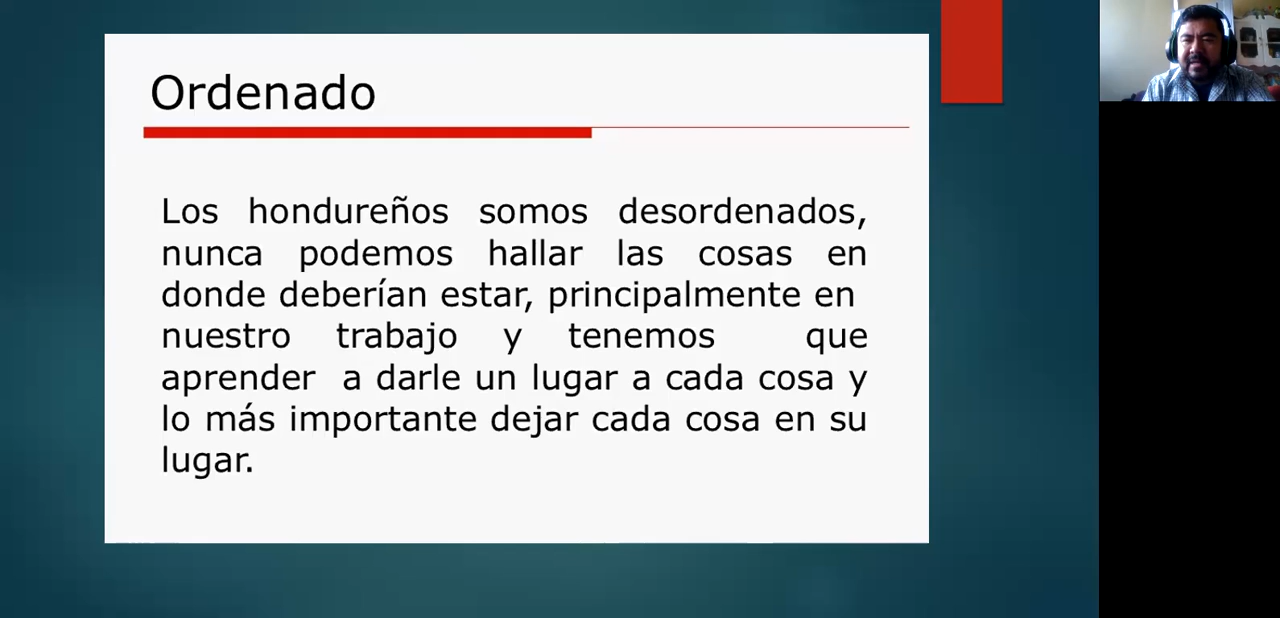 Ordenado
Los hondureños somos desordenados,
nunca podemos hallar las cosas en
donde deberían estar, principalmente en
nuestro trabajo y tenemos que
aprender a darle un lugar a cada cosa y
lo más importante dejar cada cosa en su
lugar.